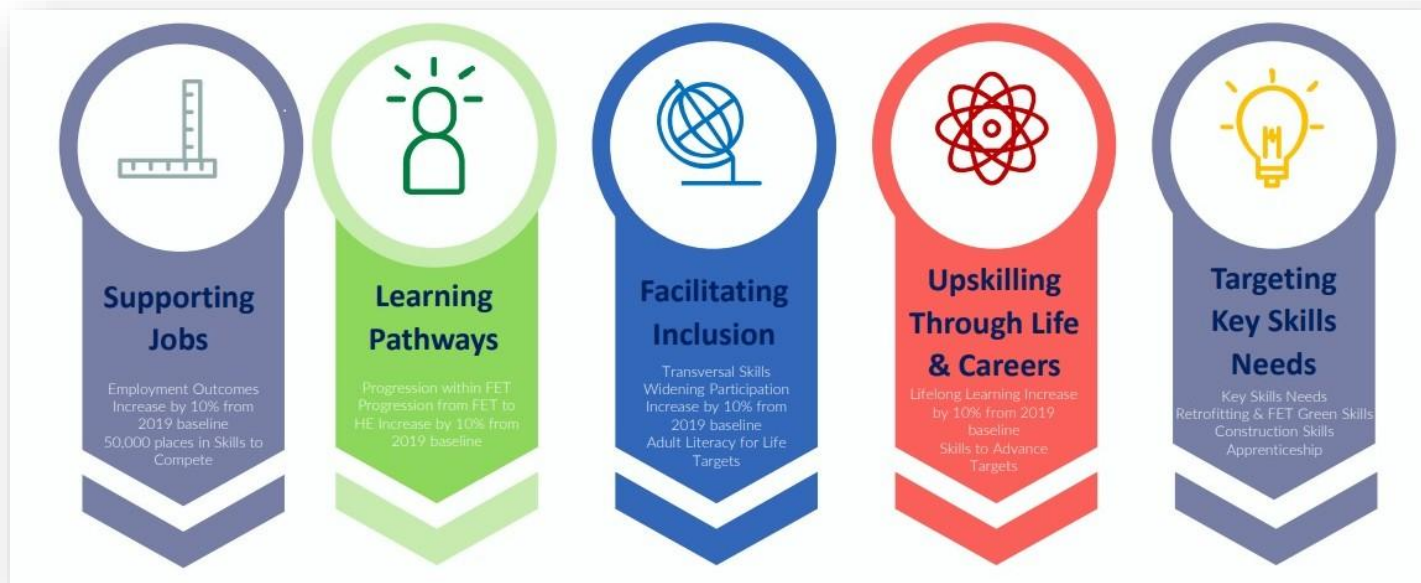 Supporting
Jobs
Employment Outcomes
Increase by 10% from
2019 baseline
50,000 places in Skills to
Compete
Learning
Pathways
Progression within FET
Progression from FET to
HE Increase by 10% from
2019 baseline
Facilitating
Inclusion
Transversal Skills
Widening Participation
Increase by 10% from
2019 baseline
Adult Literacy for Life
Targets
Upskilling
Through Life
& Careers
Lifelong Learning Increase
by 10% from 2019
baseline
Skills to Advance
Targets
Targeting
Key Skills
Needs
Key Skills Needs
Retrofitting & FET Green Skills
Construction Skills
Apprenticeship